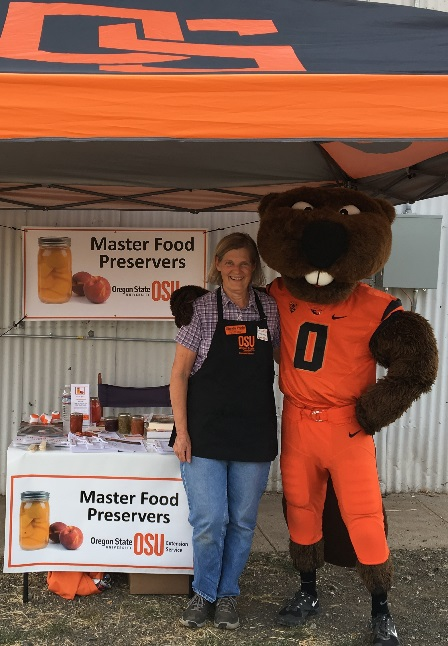 OS
Master Food
Preservers
Oregon State
UNIVERSITY
OSU
OSU
0
Master Food
Preservers
Oregon State
UNIVERSITY
OSU
Extension
Service